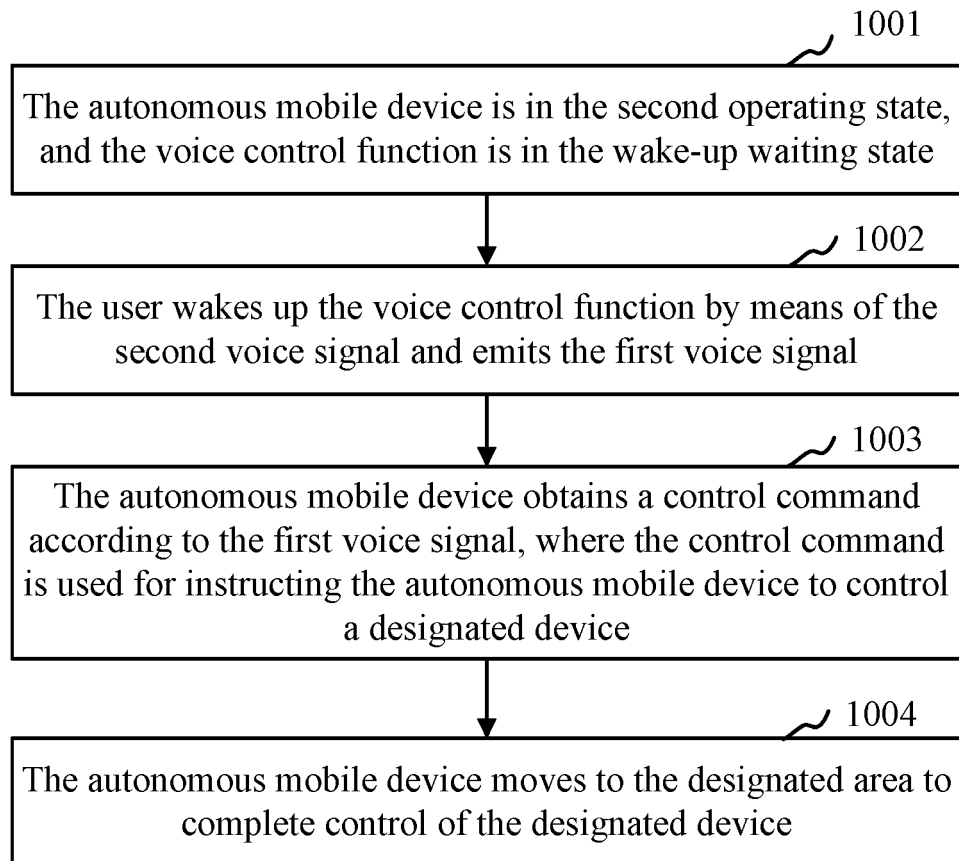 1001
The autonomous mobile device is in the second operating state,
and the voice control function is in the wake-up waiting state
1002
The user wakes up the voice control function by means of the
second voice signal and emits the first voice signal
1003
The autonomous mobile device obtains a control command
according to the first voice signal, where the control command
is used for instructing the autonomous mobile device to control
a designated device
1004
The autonomous mobile device moves to the designated area to
complete control of the designated device